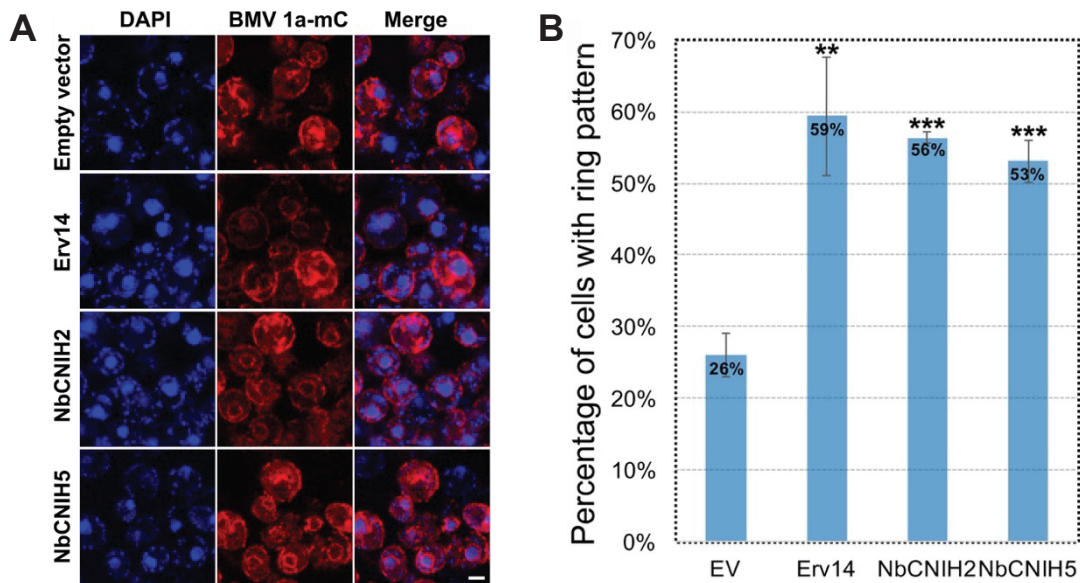 A
DAPI BMV 1a-mC Merge
Empty vector
Erv14
NbCNIH2
NbCNIH5
B
Percentage of cells with ring pattern
70%
60%
50%
40%
30%
20%
10%
0%
**
***
***
26%
59%
56%
53%
EV Erv14 NbCNIH2 NbCNIH5